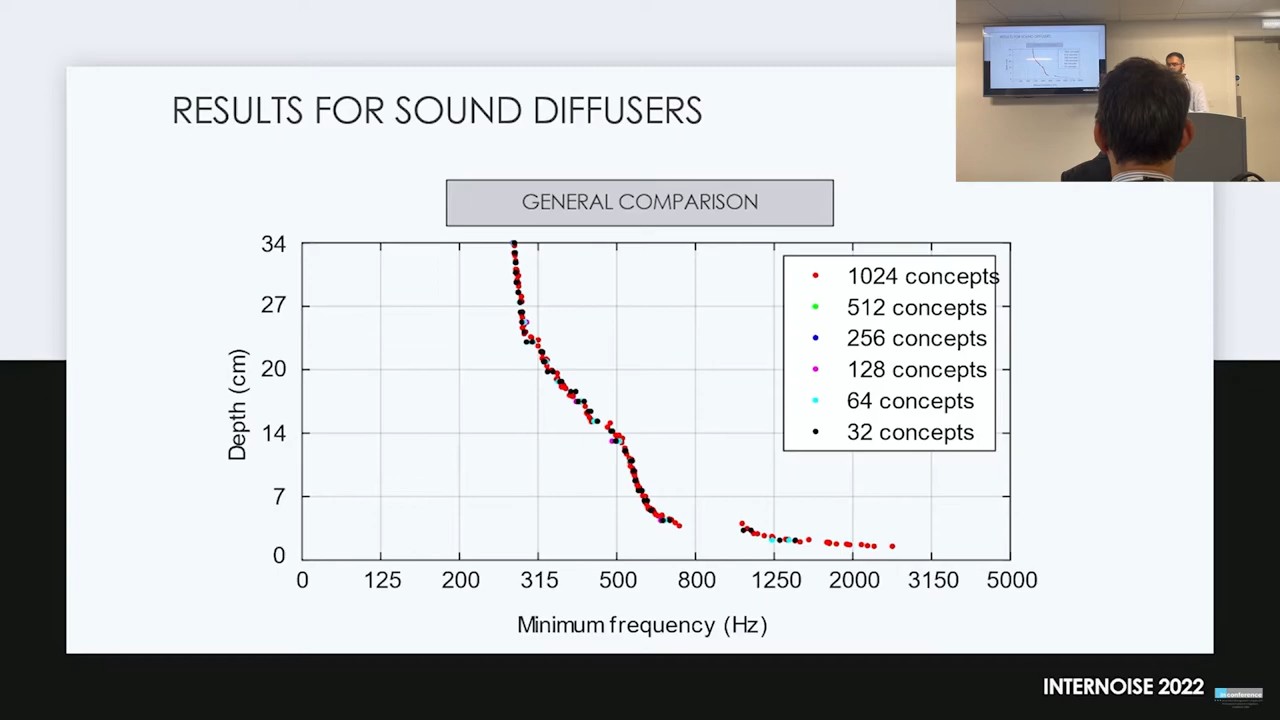 RESULTS FOR SOUND DIFFUSERS
GENERAL COMPARISON
34
27
20
14
7
0
Depth (cm)
1024 concepts
512 concepts
256 concepts
128 concepts
64 concepts
32 concepts
0 125 200 315 500 800 1250 2000 3150 5000
Minimum frequency (Hz)
INTERNOISE 2022